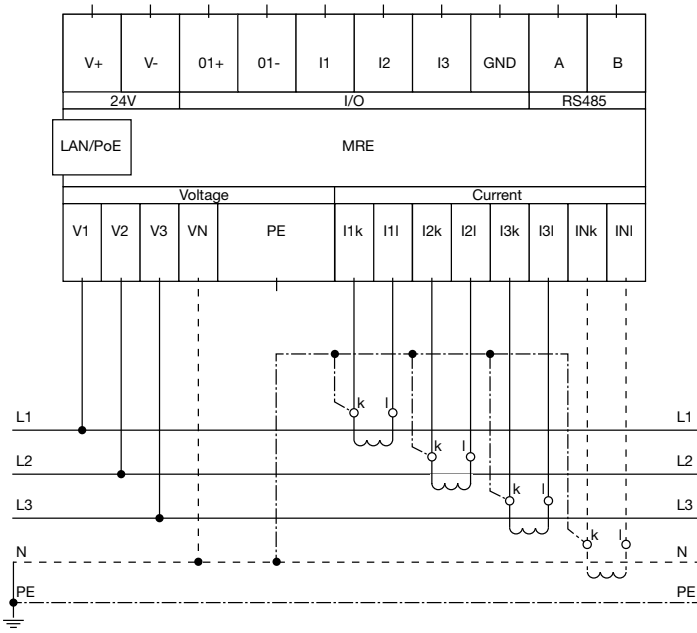 V+ V- 01+ 01- I1 I2 I3 GND A B
24V I/O RS485
LAN/PoE MRE
Voltage Current
V1 V2 V3 VN PE I1k I1l I2k I2l I3k I3l INk INl
k l
L1 L1
k l
L2 L2
k l
L3 L3
k l
N N
PE PE